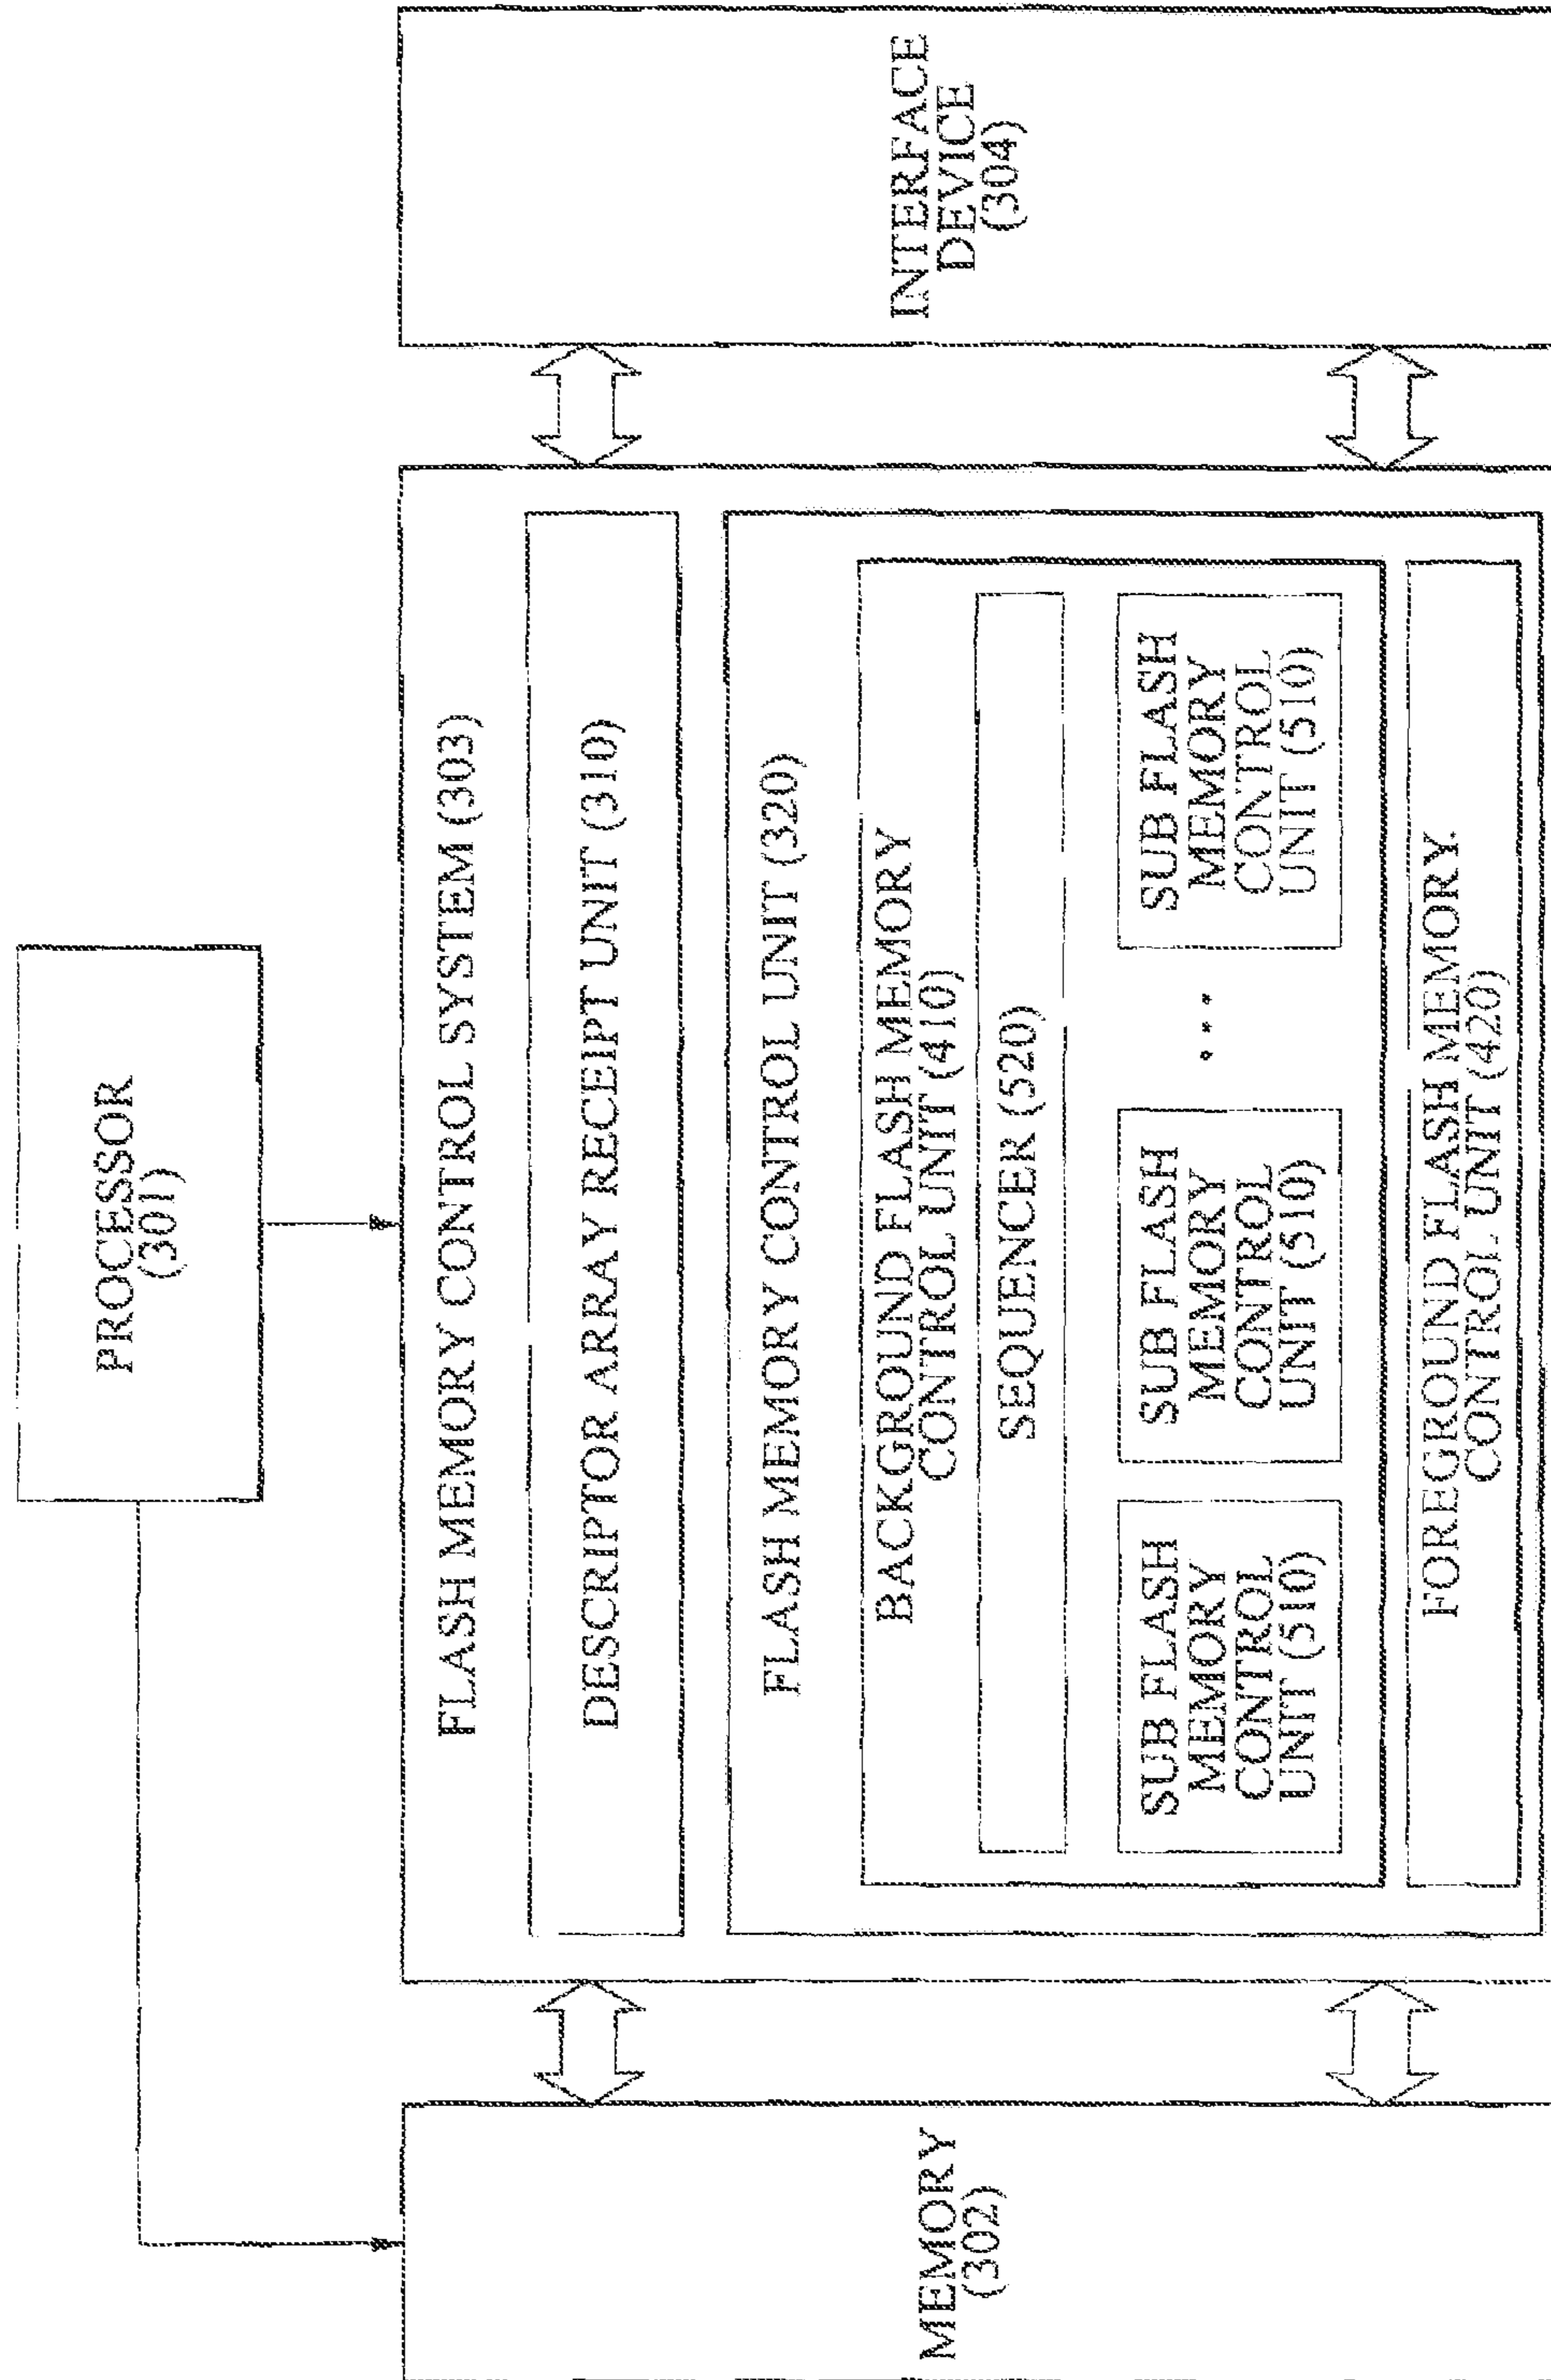 PROCESSOR
(301)
FLASH MEMORY CONTROL SYSTEM (303)
DESCRIPTOR ARRAY RECEIPT UNIT (310)
FLASH MEMORY CONTROL UNIT (320)
BACKGROUND FLASH MEMORY
CONTROL UNIT (410)
SEQUENCER (520)
SUB FLASH
MEMORY
CONTROL
UNIT (510)
SUB FLASH
MEMORY
CONTROL
UNIT (510)
...
SUB FLASH
MEMORY
CONTROL
UNIT (510)
FOREGROUND FLASH MEMORY.
CONTROL UNIT (420)
MEMORY
(302)
INTERFACE
DEVICE
(304)